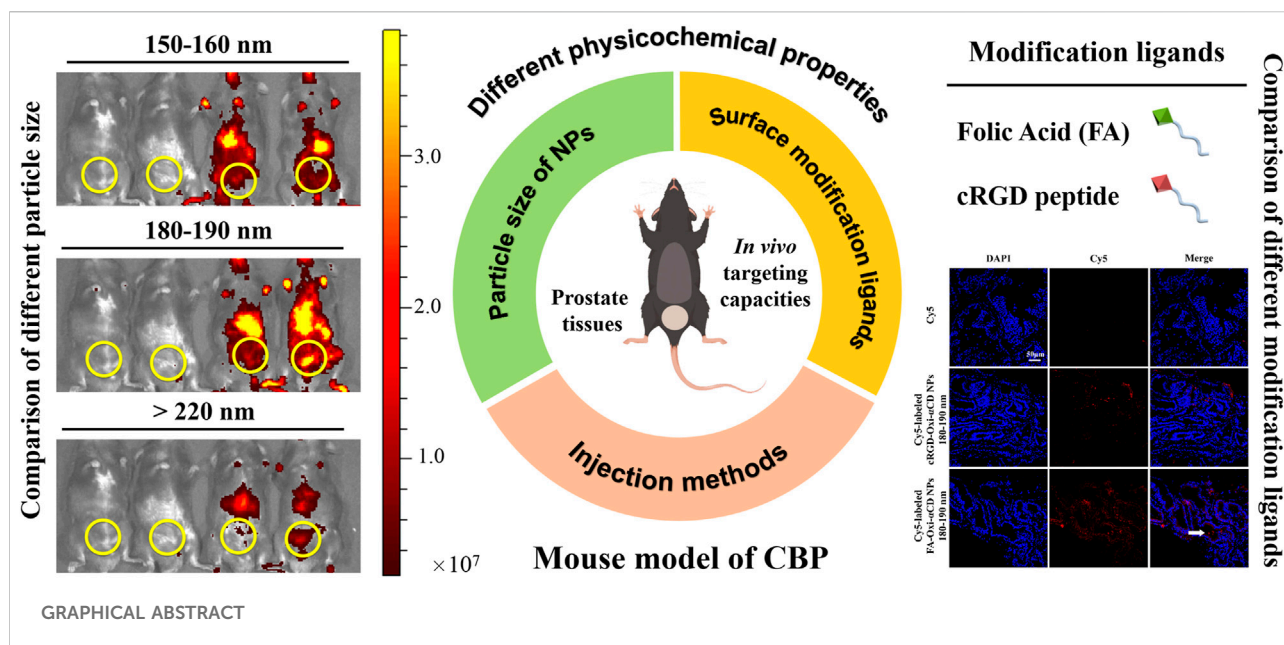 Comparison of different particle size
150-160 nm
180-190 nm
> 220 nm
3.0
2.0
1.0
×10⁷
Different physicochemical properties
Particle size of NPs
Surface modification ligands
Injection methods
Prostate
tissues
In vivo
targeting
capacities
Mouse model of CBP
Modification ligands
Folic Acid (FA)
cRGD peptide
DAPI
Cy5
Merge
Cy5
50μm
Cy5-labeled
cRGD-Oxi-αCD NPs
180-190 nm
Cy5-labeled
FA-Oxi-αCD NPs
180-190 nm
Comparison of different modification ligands
GRAPHICAL ABSTRACT